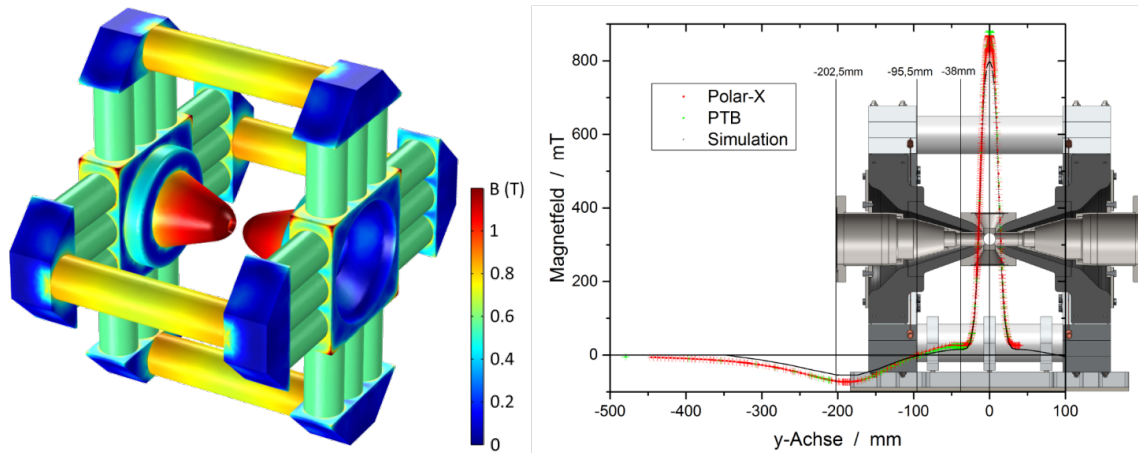 B (T)
1
0.8
0.6
0.4
0.2
0
Magnetfeld / mT
800
600
400
200
0
-202,5mm
-95,5mm
-38mm
Polar-X
PTB
Simulation
-500 -400 -300 -200 -100 0 100
y-Achse / mm